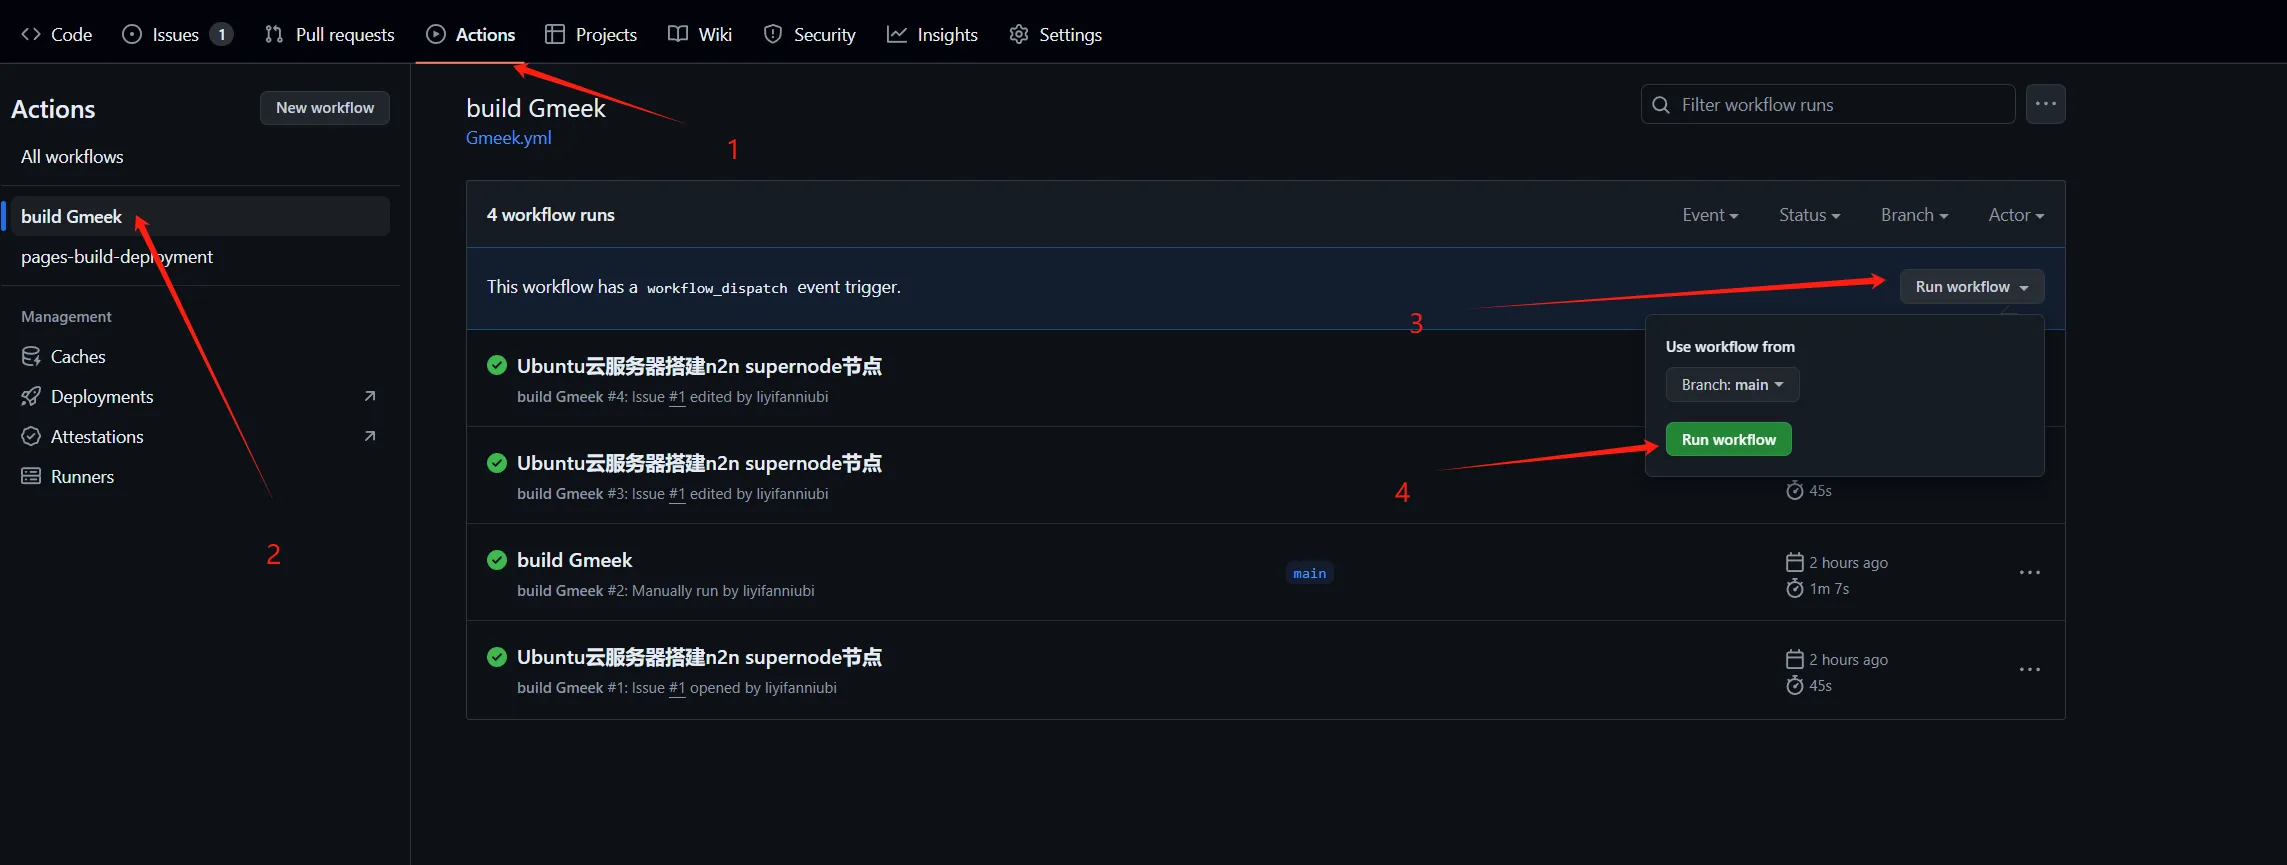 Code Issues 1 Pull requests Actions Projects Wiki Security Insights Settings
Actions
New workflow
All workflows
build Gmeek
pages-build-deployment
Management
Caches
Deployments
Attestations
Runners
build Gmeek
Gmeek.yml
Filter workflow runs
4 workflow runs
Event Status Branch Actor
This workflow has a workflow_dispatch event trigger.
Run workflow
Use workflow from
Branch: main
Run workflow
Ubuntu云服务器搭建n2n supernode节点
build Gmeek #4: Issue #1 edited by liyifanniubi
Ubuntu云服务器搭建n2n supernode节点
build Gmeek #3: Issue #1 edited by liyifanniubi
45s
build Gmeek
build Gmeek #2: Manually run by liyifanniubi
main
2 hours ago
1m 7s
Ubuntu云服务器搭建n2n supernode节点
build Gmeek #1: Issue #1 opened by liyifanniubi
2 hours ago
45s
1
2
3
4